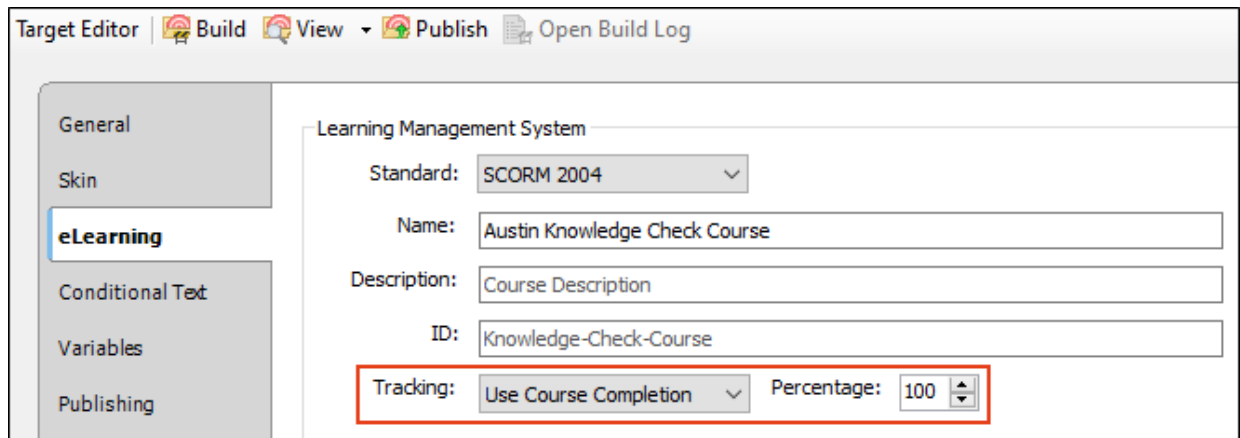 Target Editor Build View Publish Open Build Log
General
Skin
eLearning
Conditional Text
Variables
Publishing
Learning Management System
Standard: SCORM 2004
Name: Austin Knowledge Check Course
Description: Course Description
ID: Knowledge-Check-Course
Tracking: Use Course Completion Percentage: 100